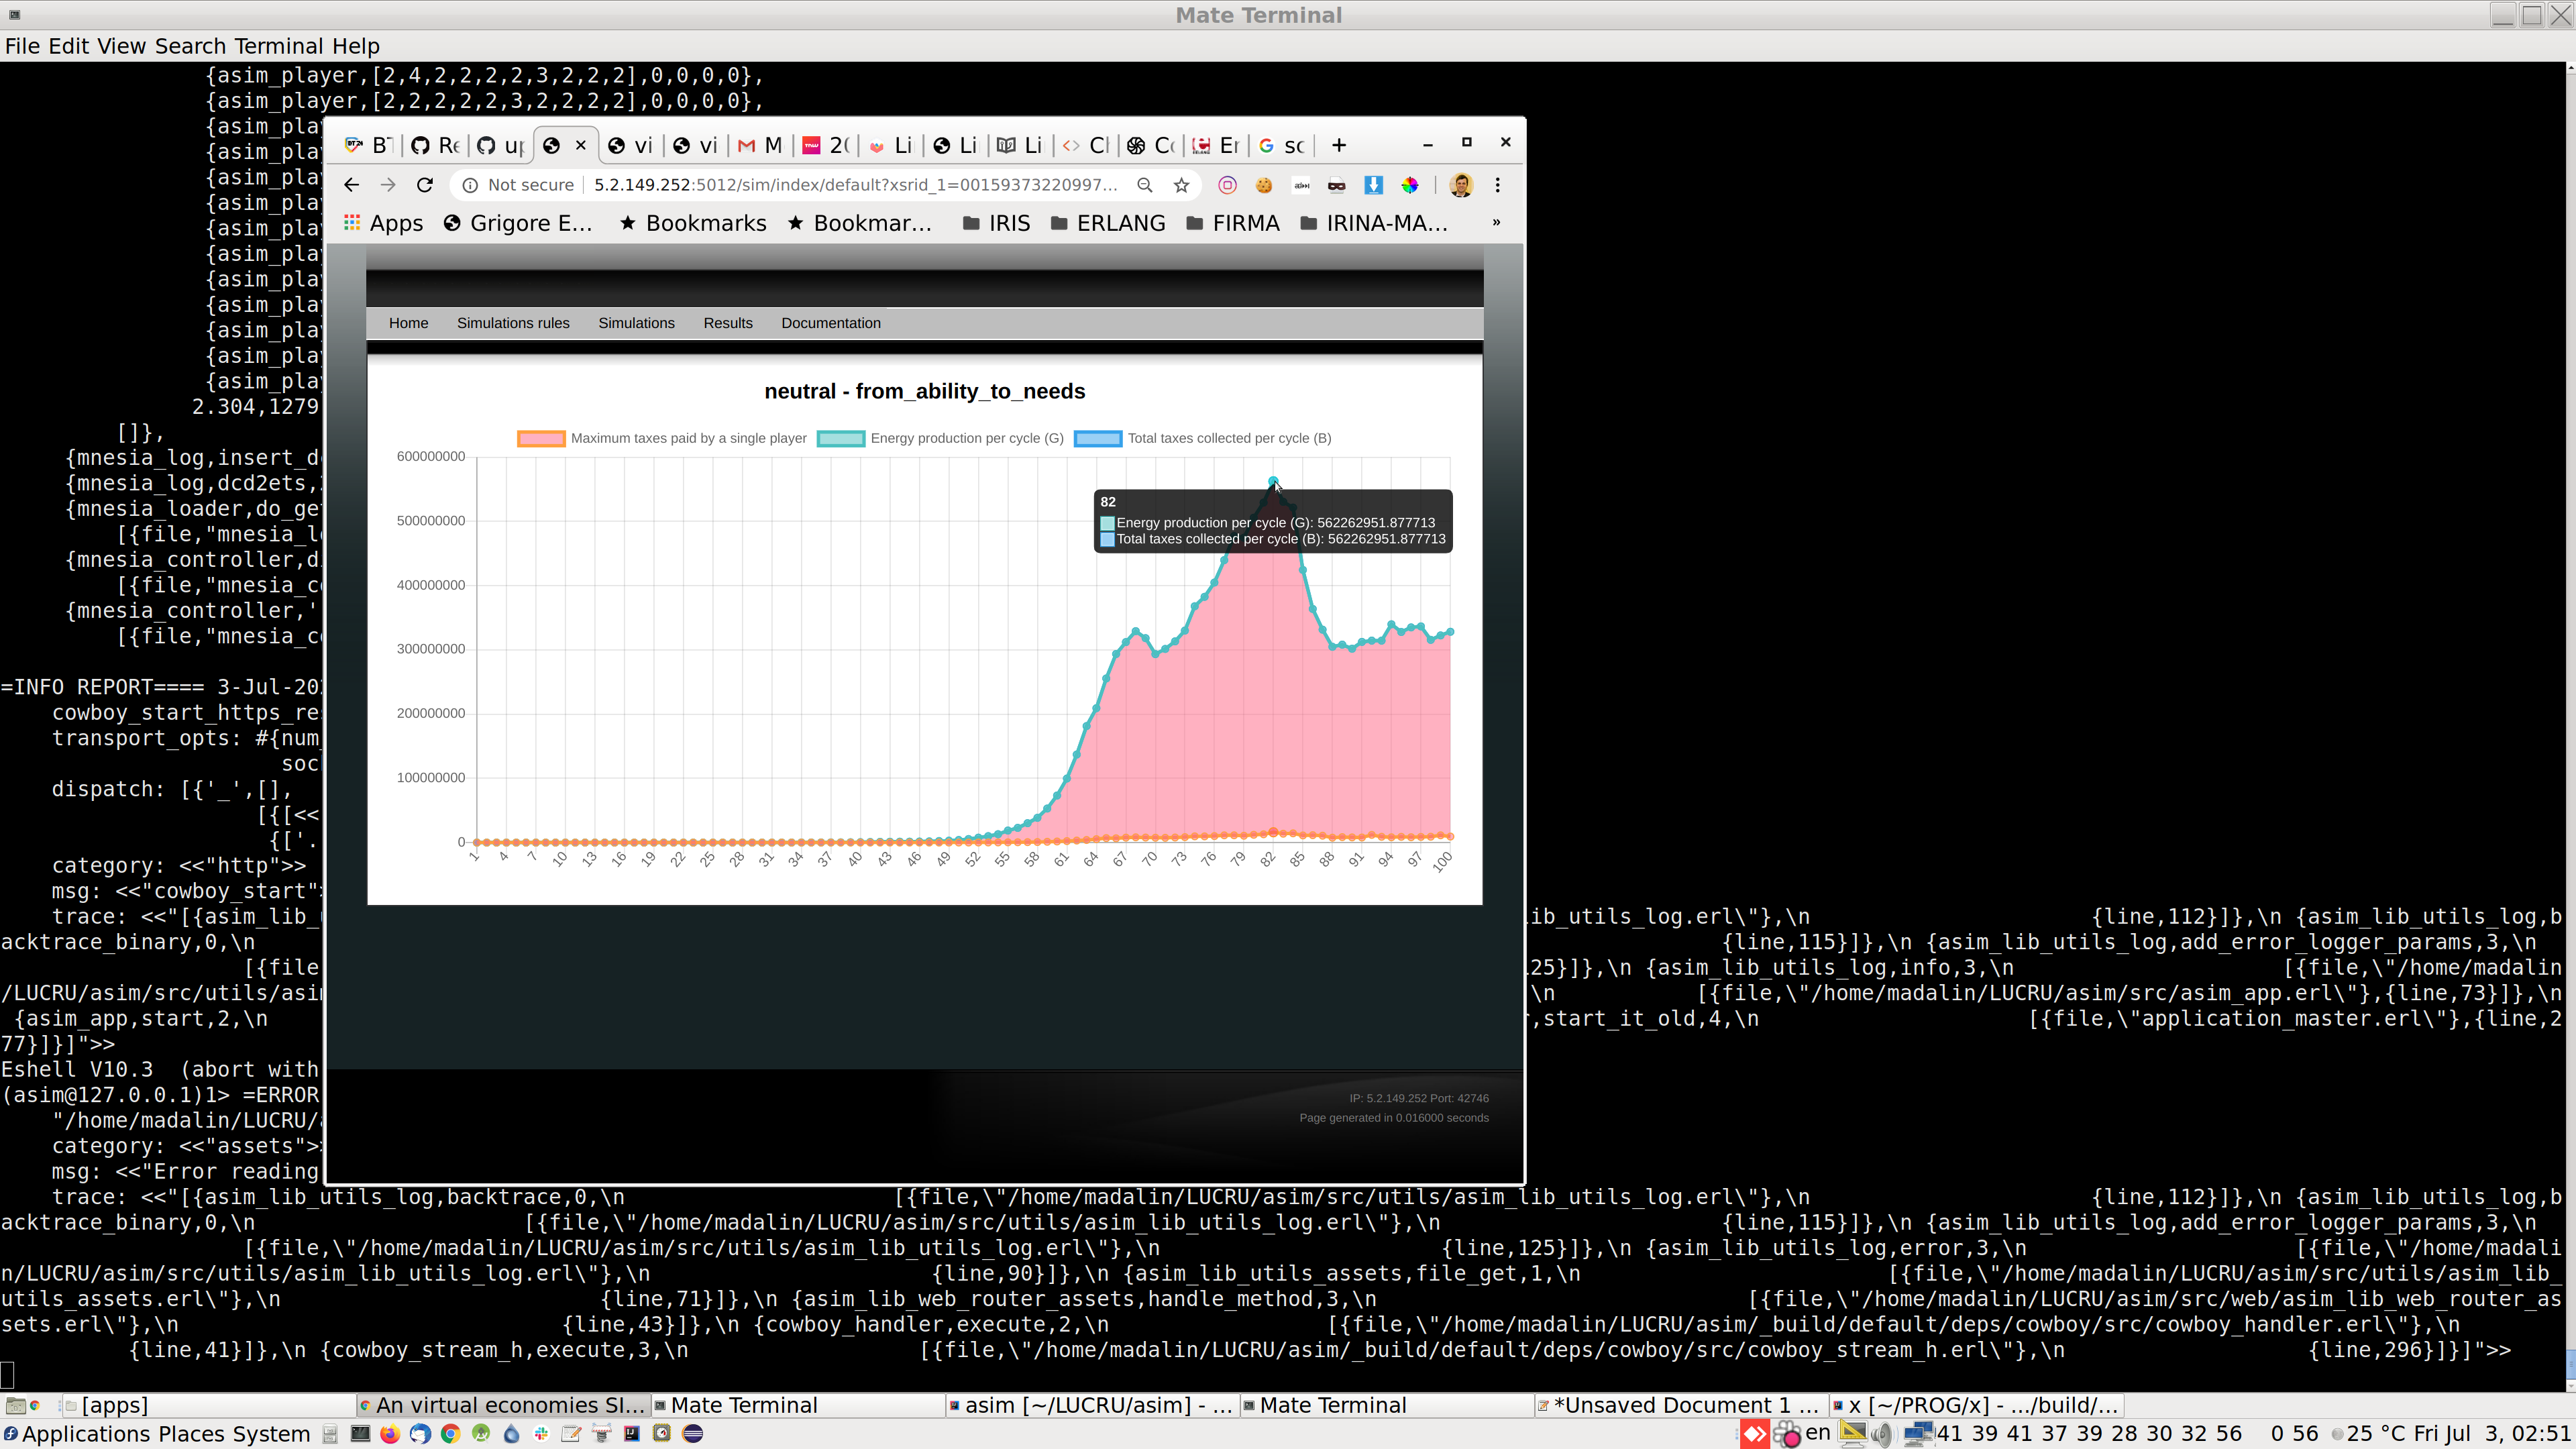 Mate Terminal
File Edit View Search Terminal Help
{asim_player,[2,4,2,2,2,2,3,2,2,2],0,0,0,0},
{asim_player,[2,2,2,2,2,3,2,2,2,2],0,0,0,0},
{asim_pla
{asim_pla
{asim_pla
{asim_pla
{asim_pla
{asim_pla
{asim_pla
{asim_pla
{asim_pla
{asim_pla
{asim_pla
2.304,1279
[]},
{mnesia_log,insert_d
{mnesia_log,dcd2ets,
{mnesia_loader,do_ge
[{file,"mnesia_l
{mnesia_controller,d
[{file,"mnesia_c
{mnesia_controller,'
[{file,"mnesia_c
=INFO REPORT==== 3-Jul-20
cowboy_start_https_res
transport_opts: #{num_
soc
dispatch: [{'_',[],
[{[<<
{['.
category: <<"http">>
msg: <<"cowboy_start"
Not secure 5.2.149.252:5012/sim/index/default?xsrid_1=00159373220997...
Apps Grigore E... Bookmarks Bookmar... IRIS ERLANG FIRMA IRINA-MA... »
Home Simulations rules Simulations Results Documentation
neutral - from_ability_to_needs
Maximum taxes paid by a single player Energy production per cycle (G) Total taxes collected per cycle (B)
600000000
500000000
400000000
300000000
200000000
100000000
0
82
Energy production per cycle (G): 562262951.877713
Total taxes collected per cycle (B): 562262951.877713
1 4 7 10 13 16 19 22 25 28 31 34 37 40 43 46 49 52 55 58 61 64 67 70 73 76 79 82 85 88 91 94 97 100
IP: 5.2.149.252 Port: 42746
Page generated in 0.016000 seconds
trace: <<"[{asim_lib_ ib_utils_log.erl\"},\n {line,112}]},\n {asim_lib_utils_log,b
acktrace_binary,0,\n {line,115}]},\n {asim_lib_utils_log,add_error_logger_params,3,\n
[{file 25}]},\n {asim_lib_utils_log,info,3,\n [{file,\"/home/madalin
/LUCRU/asim/src/utils/asi \n [{file,\"/home/madalin/LUCRU/asim/src/asim_app.erl\"},{line,73}]},\n
{asim_app,start,2,\n ,start_it_old,4,\n [{file,\"application_master.erl\"},{line,2
77}]}]">>
Eshell V10.3 (abort with
(asim@127.0.0.1)1> =ERROR
"/home/madalin/LUCRU/
category: <<"assets">
msg: <<"Error reading
trace: <<"[{asim_lib_utils_log,backtrace,0,\n [{file,\"/home/madalin/LUCRU/asim/src/utils/asim_lib_utils_log.erl\"},\n {line,112}]},\n {asim_lib_utils_log,b
acktrace_binary,0,\n [{file,\"/home/madalin/LUCRU/asim/src/utils/asim_lib_utils_log.erl\"},\n {line,115}]},\n {asim_lib_utils_log,add_error_logger_params,3,\n
[{file,\"/home/madalin/LUCRU/asim/src/utils/asim_lib_utils_log.erl\"},\n {line,125}]},\n {asim_lib_utils_log,error,3,\n [{file,\"/home/madali
n/LUCRU/asim/src/utils/asim_lib_utils_log.erl\"},\n {line,90}]},\n {asim_lib_utils_assets,file_get,1,\n [{file,\"/home/madalin/LUCRU/asim/src/utils/asim_lib_
utils_assets.erl\"},\n {line,71}]},\n {asim_lib_web_router_assets,handle_method,3,\n [{file,\"/home/madalin/LUCRU/asim/src/web/asim_lib_web_router_as
sets.erl\"},\n {line,43}]},\n {cowboy_handler,execute,2,\n [{file,\"/home/madalin/LUCRU/asim/_build/default/deps/cowboy/src/cowboy_handler.erl\"},\n
{line,41}]},\n {cowboy_stream_h,execute,3,\n [{file,\"/home/madalin/LUCRU/asim/_build/default/deps/cowboy/src/cowboy_stream_h.erl\"},\n {line,296}]}]">>
[apps] An virtual economies SI... Mate Terminal asim [~/LUCRU/asim] - ... Mate Terminal *Unsaved Document 1 ... x [~/PROG/x] - .../build/...
Applications Places System en 41 39 41 37 39 28 30 32 56 0 56 25 °C Fri Jul 3, 02:51